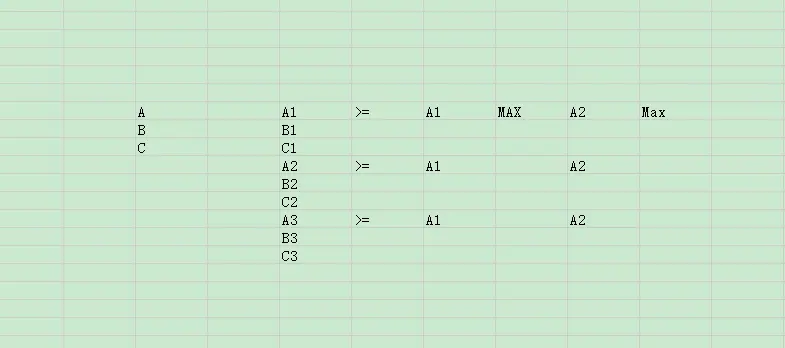 A A1 >= A1 MAX A2 Max
B B1
C C1
A2 >= A1 A2
B2
C2
A3 >= A1 A2
B3
C3